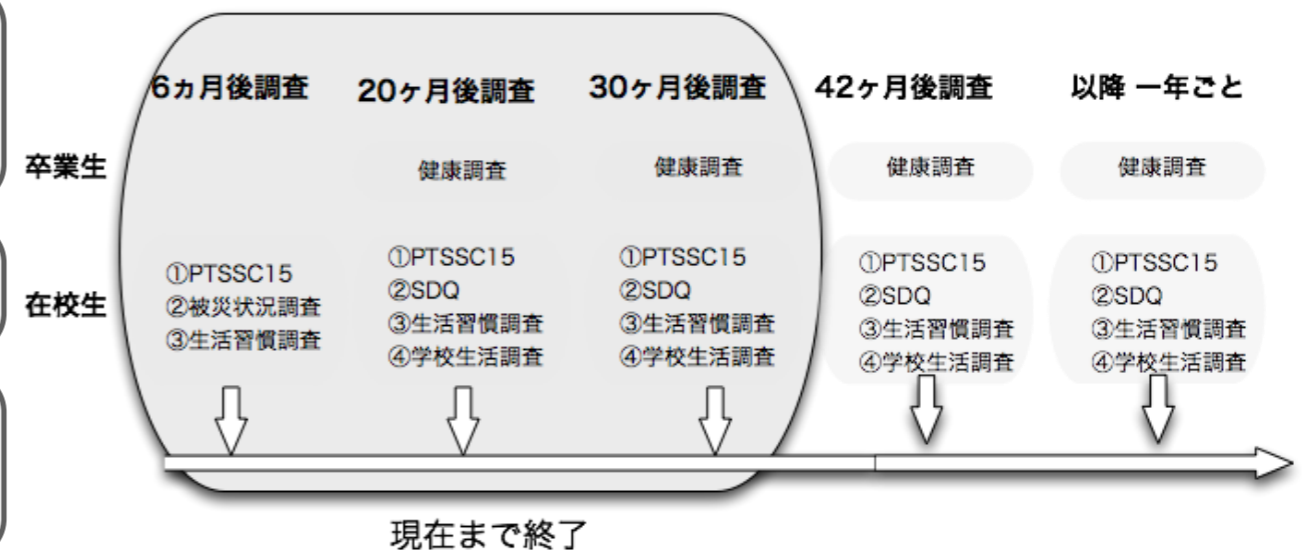 6ヵ月後調査
20ヶ月後調査
30ヶ月後調査
42ヶ月後調査
以降 一年ごと
卒業生
健康調査
健康調査
健康調査
健康調査
在校生
①PTSSC15
②被災状況調査
③生活習慣調査
①PTSSC15
②SDQ
③生活習慣調査
④学校生活調査
①PTSSC15
②SDQ
③生活習慣調査
④学校生活調査
①PTSSC15
②SDQ
③生活習慣調査
④学校生活調査
①PTSSC15
②SDQ
③生活習慣調査
④学校生活調査
現在まで終了